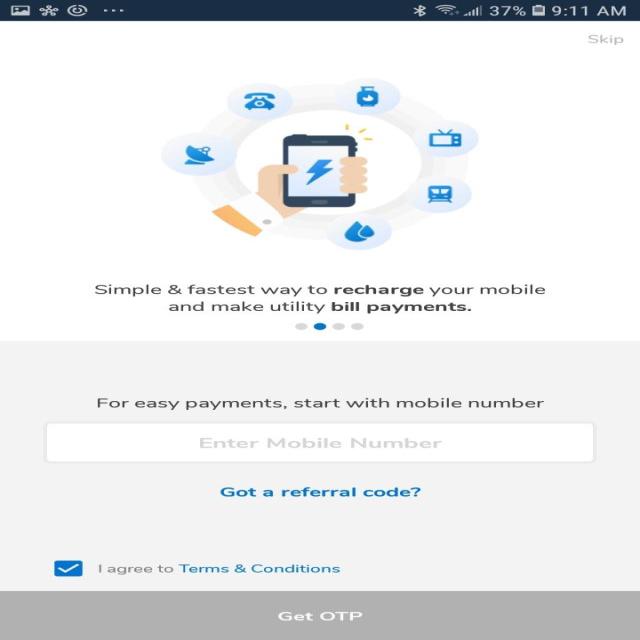 37% 9:11 AM
Skip
Simple & fastest way to recharge your mobile
and make utility bill payments.
For easy payments, start with mobile number
Enter Mobile Number
Got a referral code?
I agree to Terms & Conditions
Get OTP